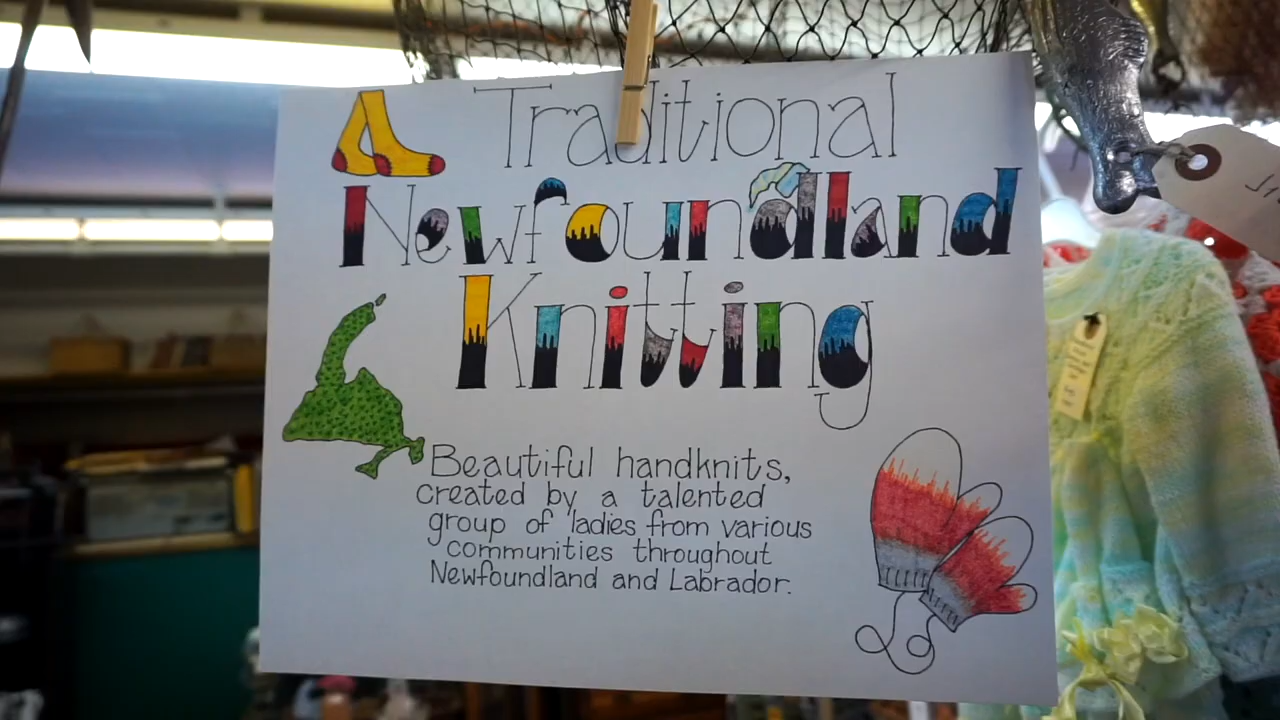 Traditional
Newfoundland
Knitting
Beautiful handknits,
created by a talented
group of ladies from various
communities throughout
Newfoundland and Labrador.